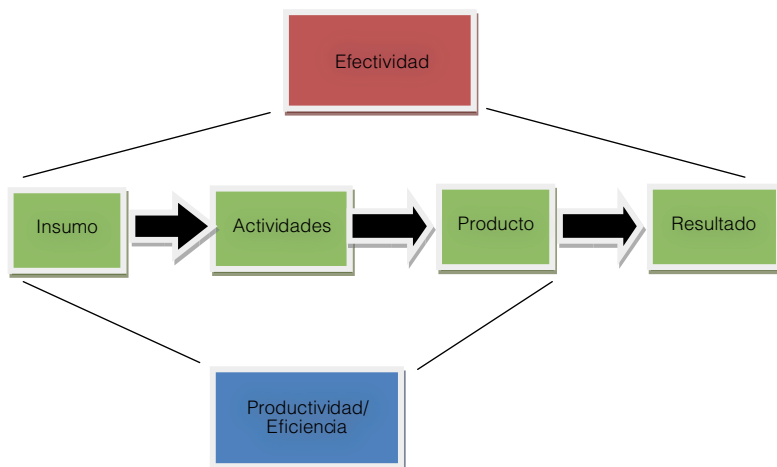 Efectividad
Insumo
Actividades
Producto
Resultado
Productividad/
Eficiencia